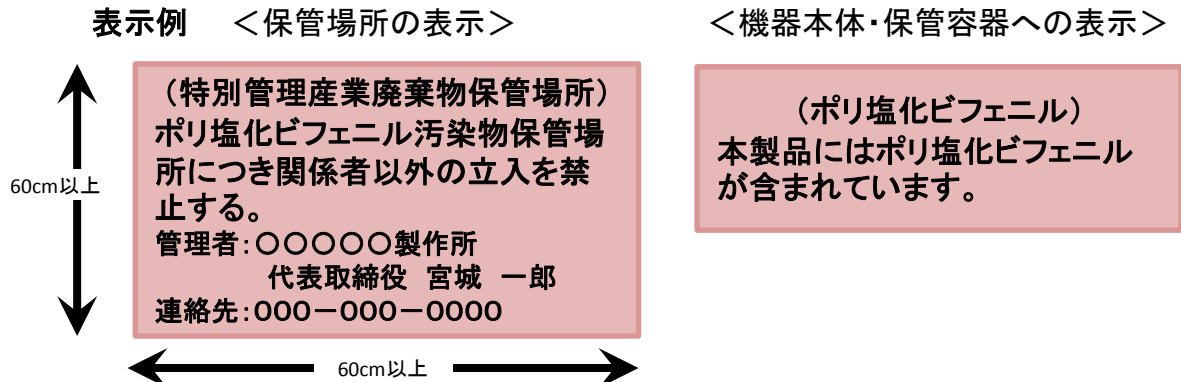 表示例 ＜保管場所の表示＞
（特別管理産業廃棄物保管場所）
ポリ塩化ビフェニル汚染物保管場
所につき関係者以外の立入を禁
止する。
管理者：○○○○○製作所
代表取締役 宮城 一郎
連絡先：000－000－0000
60cm以上
60cm以上
＜機器本体・保管容器への表示＞
（ポリ塩化ビフェニル）
本製品にはポリ塩化ビフェニル
が含まれています。